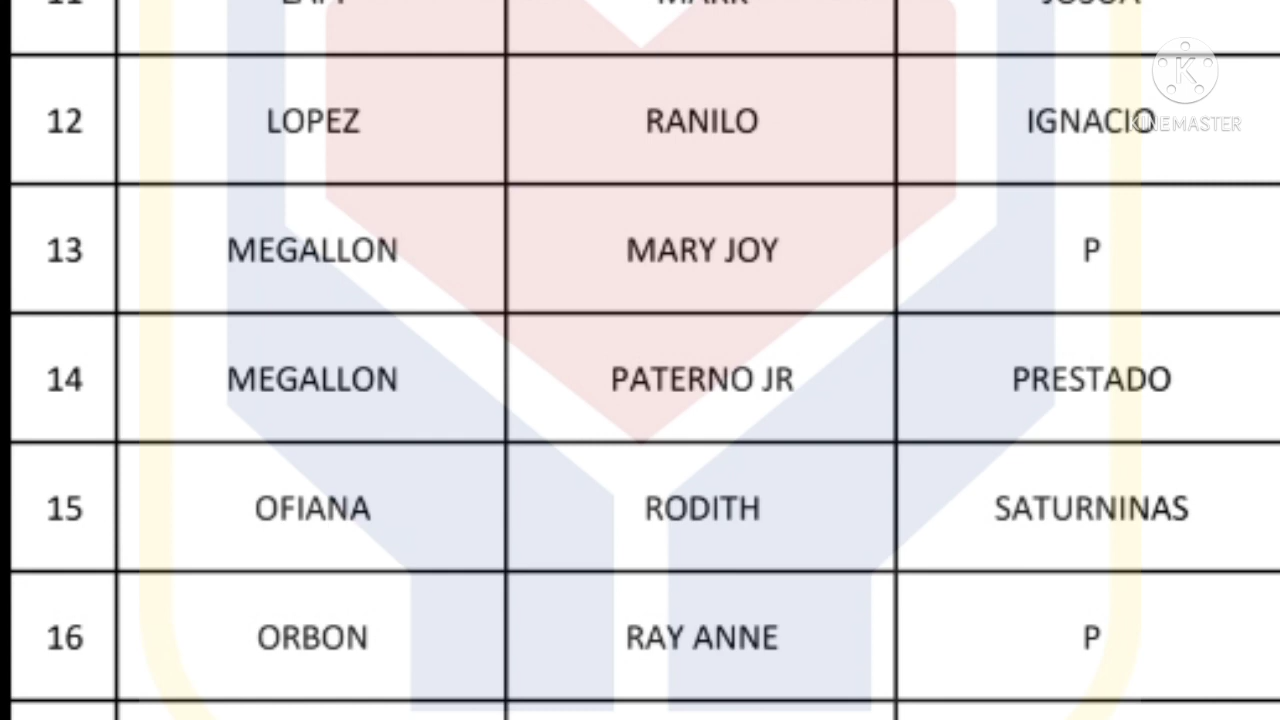 12 LOPEZ RANILO IGNACIO
KINEMASTER
13 MEGALLON MARY JOY P
14 MEGALLON PATERNO JR PRESTADO
15 OFIANA RODITH SATURNINAS
16 ORBON RAY ANNE P